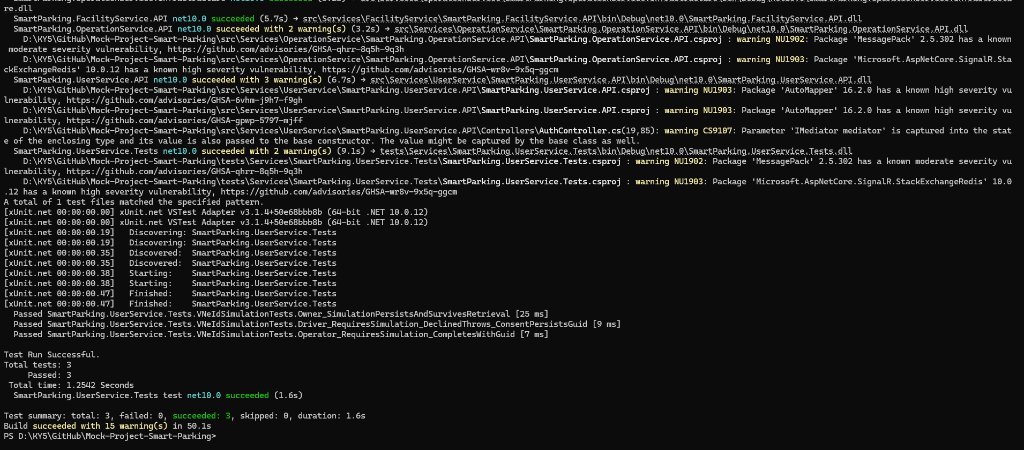 re.dll
SmartParking.FacilityService.API net10.0 succeeded (5.7s) → src\Services\FacilityService\SmartParking.FacilityService.API\bin\Debug\net10.0\SmartParking.FacilityService.API.dll
SmartParking.OperationService.API net10.0 succeeded with 2 warning(s) (3.2s) → src\Services\OperationService\SmartParking.OperationService.API\bin\Debug\net10.0\SmartParking.OperationService.API.dll
D:\KY5\GitHub\Mock-Project-Smart-Parking\src\Services\OperationService\SmartParking.OperationService.API\SmartParking.OperationService.API.csproj : warning NU1902: Package 'MessagePack' 2.5.302 has a known
moderate severity vulnerability, https://github.com/advisories/GHSA-qhrr-8q5h-9q3h
D:\KY5\GitHub\Mock-Project-Smart-Parking\src\Services\OperationService\SmartParking.OperationService.API\SmartParking.OperationService.API.csproj : warning NU1903: Package 'Microsoft.AspNetCore.SignalR.Sta
ckExchangeRedis' 10.0.12 has a known high severity vulnerability, https://github.com/advisories/GHSA-wr8v-9x5q-ggcm
SmartParking.UserService.API net10.0 succeeded with 3 warning(s) (6.7s) → src\Services\UserService\SmartParking.UserService.API\bin\Debug\net10.0\SmartParking.UserService.API.dll
D:\KY5\GitHub\Mock-Project-Smart-Parking\src\Services\UserService\SmartParking.UserService.API\SmartParking.UserService.API.csproj : warning NU1903: Package 'AutoMapper' 16.2.0 has a known high severity vu
lnerability, https://github.com/advisories/GHSA-6vhm-j9h7-f9gh
D:\KY5\GitHub\Mock-Project-Smart-Parking\src\Services\UserService\SmartParking.UserService.API\SmartParking.UserService.API.csproj : warning NU1903: Package 'AutoMapper' 16.2.0 has a known high severity vu
lnerability, https://github.com/advisories/GHSA-gpwp-5797-mjff
D:\KY5\GitHub\Mock-Project-Smart-Parking\src\Services\UserService\SmartParking.UserService.API\Controllers\AuthController.cs(19,85): warning CS9107: Parameter 'IMediator mediator' is captured into the stat
e of the enclosing type and its value is also passed to the base constructor. The value might be captured by the base class as well.
SmartParking.UserService.Tests net10.0 succeeded with 2 warning(s) (9.1s) → tests\Services\SmartParking.UserService.Tests\bin\Debug\net10.0\SmartParking.UserService.Tests.dll
D:\KY5\GitHub\Mock-Project-Smart-Parking\tests\Services\SmartParking.UserService.Tests\SmartParking.UserService.Tests.csproj : warning NU1902: Package 'MessagePack' 2.5.302 has a known moderate severity vu
lnerability, https://github.com/advisories/GHSA-qhrr-8q5h-9q3h
D:\KY5\GitHub\Mock-Project-Smart-Parking\tests\Services\SmartParking.UserService.Tests\SmartParking.UserService.Tests.csproj : warning NU1903: Package 'Microsoft.AspNetCore.SignalR.StackExchangeRedis' 10.0
.12 has a known high severity vulnerability, https://github.com/advisories/GHSA-wr8v-9x5q-ggcm
A total of 1 test files matched the specified pattern.
[xUnit.net 00:00:00.00] xUnit.net VSTest Adapter v3.1.4+50e68bbb8b (64-bit .NET 10.0.12)
[xUnit.net 00:00:00.00] xUnit.net VSTest Adapter v3.1.4+50e68bbb8b (64-bit .NET 10.0.12)
[xUnit.net 00:00:00.19]   Discovering: SmartParking.UserService.Tests
[xUnit.net 00:00:00.19]   Discovering: SmartParking.UserService.Tests
[xUnit.net 00:00:00.35]   Discovered:  SmartParking.UserService.Tests
[xUnit.net 00:00:00.35]   Discovered:  SmartParking.UserService.Tests
[xUnit.net 00:00:00.38]   Starting:    SmartParking.UserService.Tests
[xUnit.net 00:00:00.38]   Starting:    SmartParking.UserService.Tests
[xUnit.net 00:00:00.47]   Finished:    SmartParking.UserService.Tests
[xUnit.net 00:00:00.47]   Finished:    SmartParking.UserService.Tests
Passed SmartParking.UserService.Tests.VNeIdSimulationTests.Owner_SimulationPersistsAndSurvivesRetrieval [25 ms]
Passed SmartParking.UserService.Tests.VNeIdSimulationTests.Driver_RequiresSimulation_DeclinedThrows_ConsentPersistsGuid [9 ms]
Passed SmartParking.UserService.Tests.VNeIdSimulationTests.Operator_RequiresSimulation_CompletesWithGuid [7 ms]
Test Run Successful.
Total tests: 3
Passed: 3
Total time: 1.2542 Seconds
SmartParking.UserService.Tests test net10.0 succeeded (1.6s)
Test summary: total: 3, failed: 0, succeeded: 3, skipped: 0, duration: 1.6s
Build succeeded with 15 warning(s) in 50.1s
PS D:\KY5\GitHub\Mock-Project-Smart-Parking>